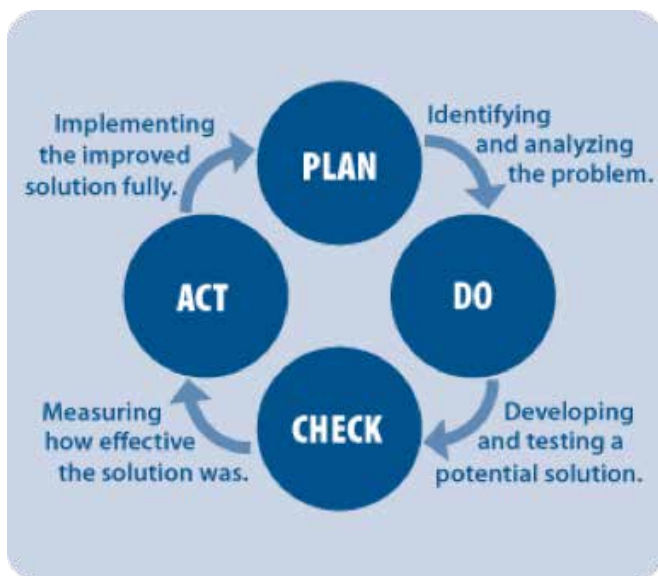 PLAN
Identifying
and analyzing
the problem.
DO
Developing
and testing a
potential solution.
CHECK
Measuring
how effective
the solution was.
ACT
Implementing
the improved
solution fully.